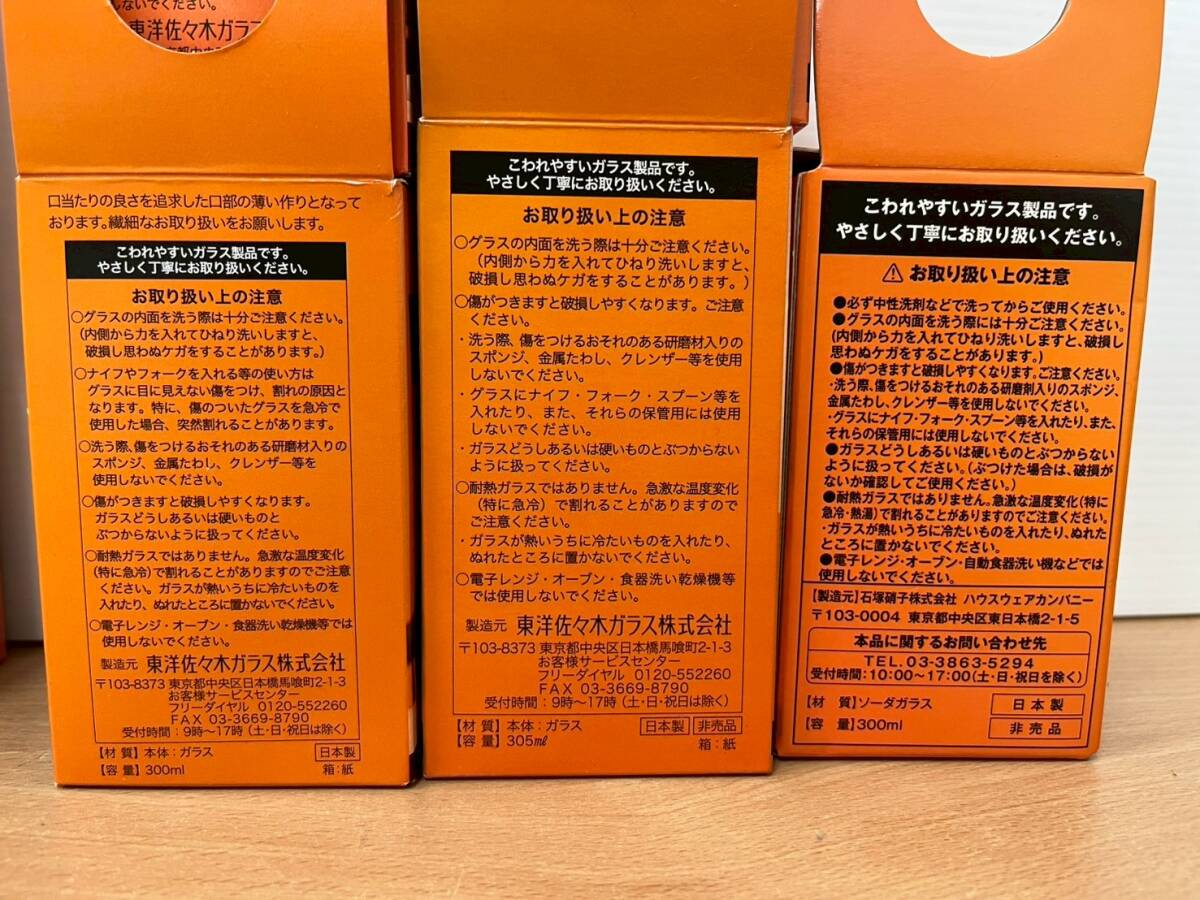 しないでください。
東洋佐々木ガラ
口当たりの良さを追求した口部の薄い作りとなって
おります。繊細なお取り扱いをお願いします。
こわれやすいガラス製品です。
やさしく丁寧にお取り扱いください。
お取り扱い上の注意
○グラスの内面を洗う際は十分ご注意ください。
(内側から力を入れてひねり洗いしますと、
破損し思わぬケガをすることがあります。)
○ナイフやフォークを入れる等の使い方は
グラスに目に見えない傷をつけ、割れの原因と
なります。特に、傷のついたグラスを急冷で
使用した場合、突然割れることがあります。
○洗う際、傷をつけるおそれのある研磨材入りの
スポンジ、金属たわし、クレンザー等を
使用しないでください。
○傷がつきますと破損しやすくなります。
ガラスどうしあるいは硬いものと
ぶつからないように扱ってください。
○耐熱ガラスではありません。急激な温度変化
(特に急冷)で割れることがありますのでご注意
ください。ガラスが熱いうちに冷たいものを
入れたり、ぬれたところに置かないでください。
○電子レンジ・オーブン・食器洗い乾燥機等では
使用しないでください。
製造元 東洋佐々木ガラス株式会社
〒103-8373 東京都中央区日本橋馬喰町2-1-3
お客様サービスセンター
フリーダイヤル 0120-552260
FAX 03-3669-8790
受付時間:9時〜17時(土・日・祝日は除く)
【材 質】本体:ガラス 日本製
【容 量】300ml 箱:紙
こわれやすいガラス製品です。
やさしく丁寧にお取り扱いください。
お取り扱い上の注意
○グラスの内面を洗う際は十分ご注意ください。
(内側から力を入れてひねり洗いしますと、
破損し思わぬケガをすることがあります。)
○傷がつきますと破損しやすくなります。ご注意
ください。
・洗う際、傷をつけるおそれのある研磨材入りの
スポンジ、金属たわし、クレンザー等を使用
しないでください。
・グラスにナイフ・フォーク・スプーン等を
入れたり、また、それらの保管用には使用
しないでください。
・ガラスどうしあるいは硬いものとぶつからない
ように扱ってください。
○耐熱ガラスではありません。急激な温度変化
(特に急冷)で割れることがありますので
ご注意ください。
・ガラスが熱いうちに冷たいものを入れたり、
ぬれたところに置かないでください。
○電子レンジ・オーブン・食器洗い乾燥機等
では使用しないでください。
製造元 東洋佐々木ガラス株式会社
〒103-8373 東京都中央区日本橋馬喰町2-1-3
お客様サービスセンター
フリーダイヤル 0120-552260
FAX 03-3669-8790
受付時間:9時〜17時(土・日・祝日は除く)
【材 質】本体:ガラス 日本製 非売品
【容 量】305㎖ 箱:紙
こわれやすいガラス製品です。
やさしく丁寧にお取り扱いください。
⚠ お取り扱い上の注意
●必ず中性洗剤などで洗ってからご使用ください。
●グラスの内面を洗う際には十分ご注意ください。
(内側から力を入れてひねり洗いしますと、破損し
思わぬケガをすることがあります。)
●傷がつきますと破損しやすくなります。ご注意ください。
・洗う際、傷をつけるおそれのある研磨剤入りのスポンジ、
金属たわし、クレンザー等を使用しないでください。
・グラスにナイフ・フォーク・スプーン等を入れたり、また、
それらの保管用には使用しないでください。
●ガラスどうしあるいは硬いものとぶつからない
ように扱ってください。(ぶつけた場合は、破損が
ないか確認してご使用ください。)
●耐熱ガラスではありません。急激な温度変化(特に
急冷・熱湯)で割れることがありますのでご注意ください。
・ガラスが熱いうちに冷たいものを入れたり、ぬれた
ところに置かないでください。
●電子レンジ・オーブン・自動食器洗い機などでは
使用しないでください。
【製造元】石塚硝子株式会社 ハウスウェアカンパニー
〒103-0004 東京都中央区東日本橋2-1-5
本品に関するお問い合わせ先
TEL.03-3863-5294
受付時間:10:00〜17:00(土・日・祝日を除く)
【材 質】ソーダガラス 日本製
【容 量】300ml 非売品